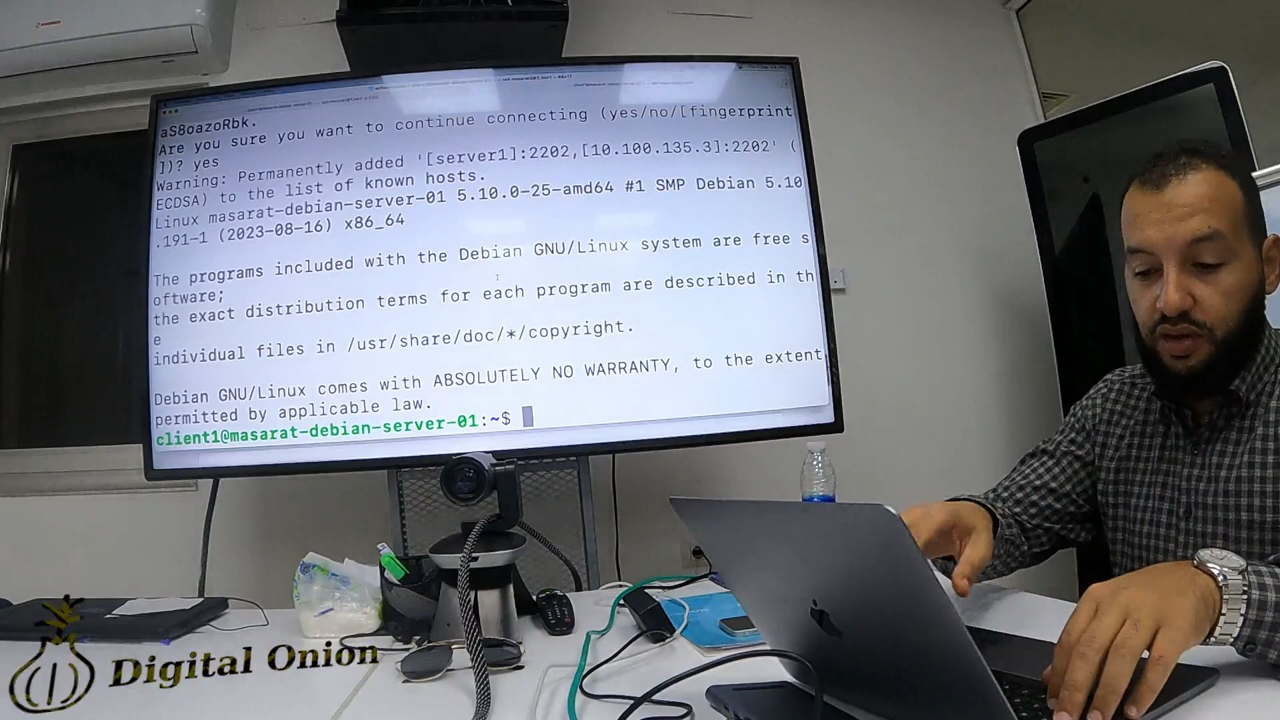 aS8oazoRbk.
Are you sure you want to continue connecting (yes/no/[fingerprint
])? yes
Warning: Permanently added '[server1]:2202,[10.100.135.3]:2202' (
ECDSA) to the list of known hosts.
Linux masarat-debian-server-01 5.10.0-25-amd64 #1 SMP Debian 5.10
.191-1 (2023-08-16) x86_64
The programs included with the Debian GNU/Linux system are free s
oftware;
the exact distribution terms for each program are described in th
e
individual files in /usr/share/doc/*/copyright.
Debian GNU/Linux comes with ABSOLUTELY NO WARRANTY, to the extent
permitted by applicable law.
client1@masarat-debian-server-01:~$
Digital Onion